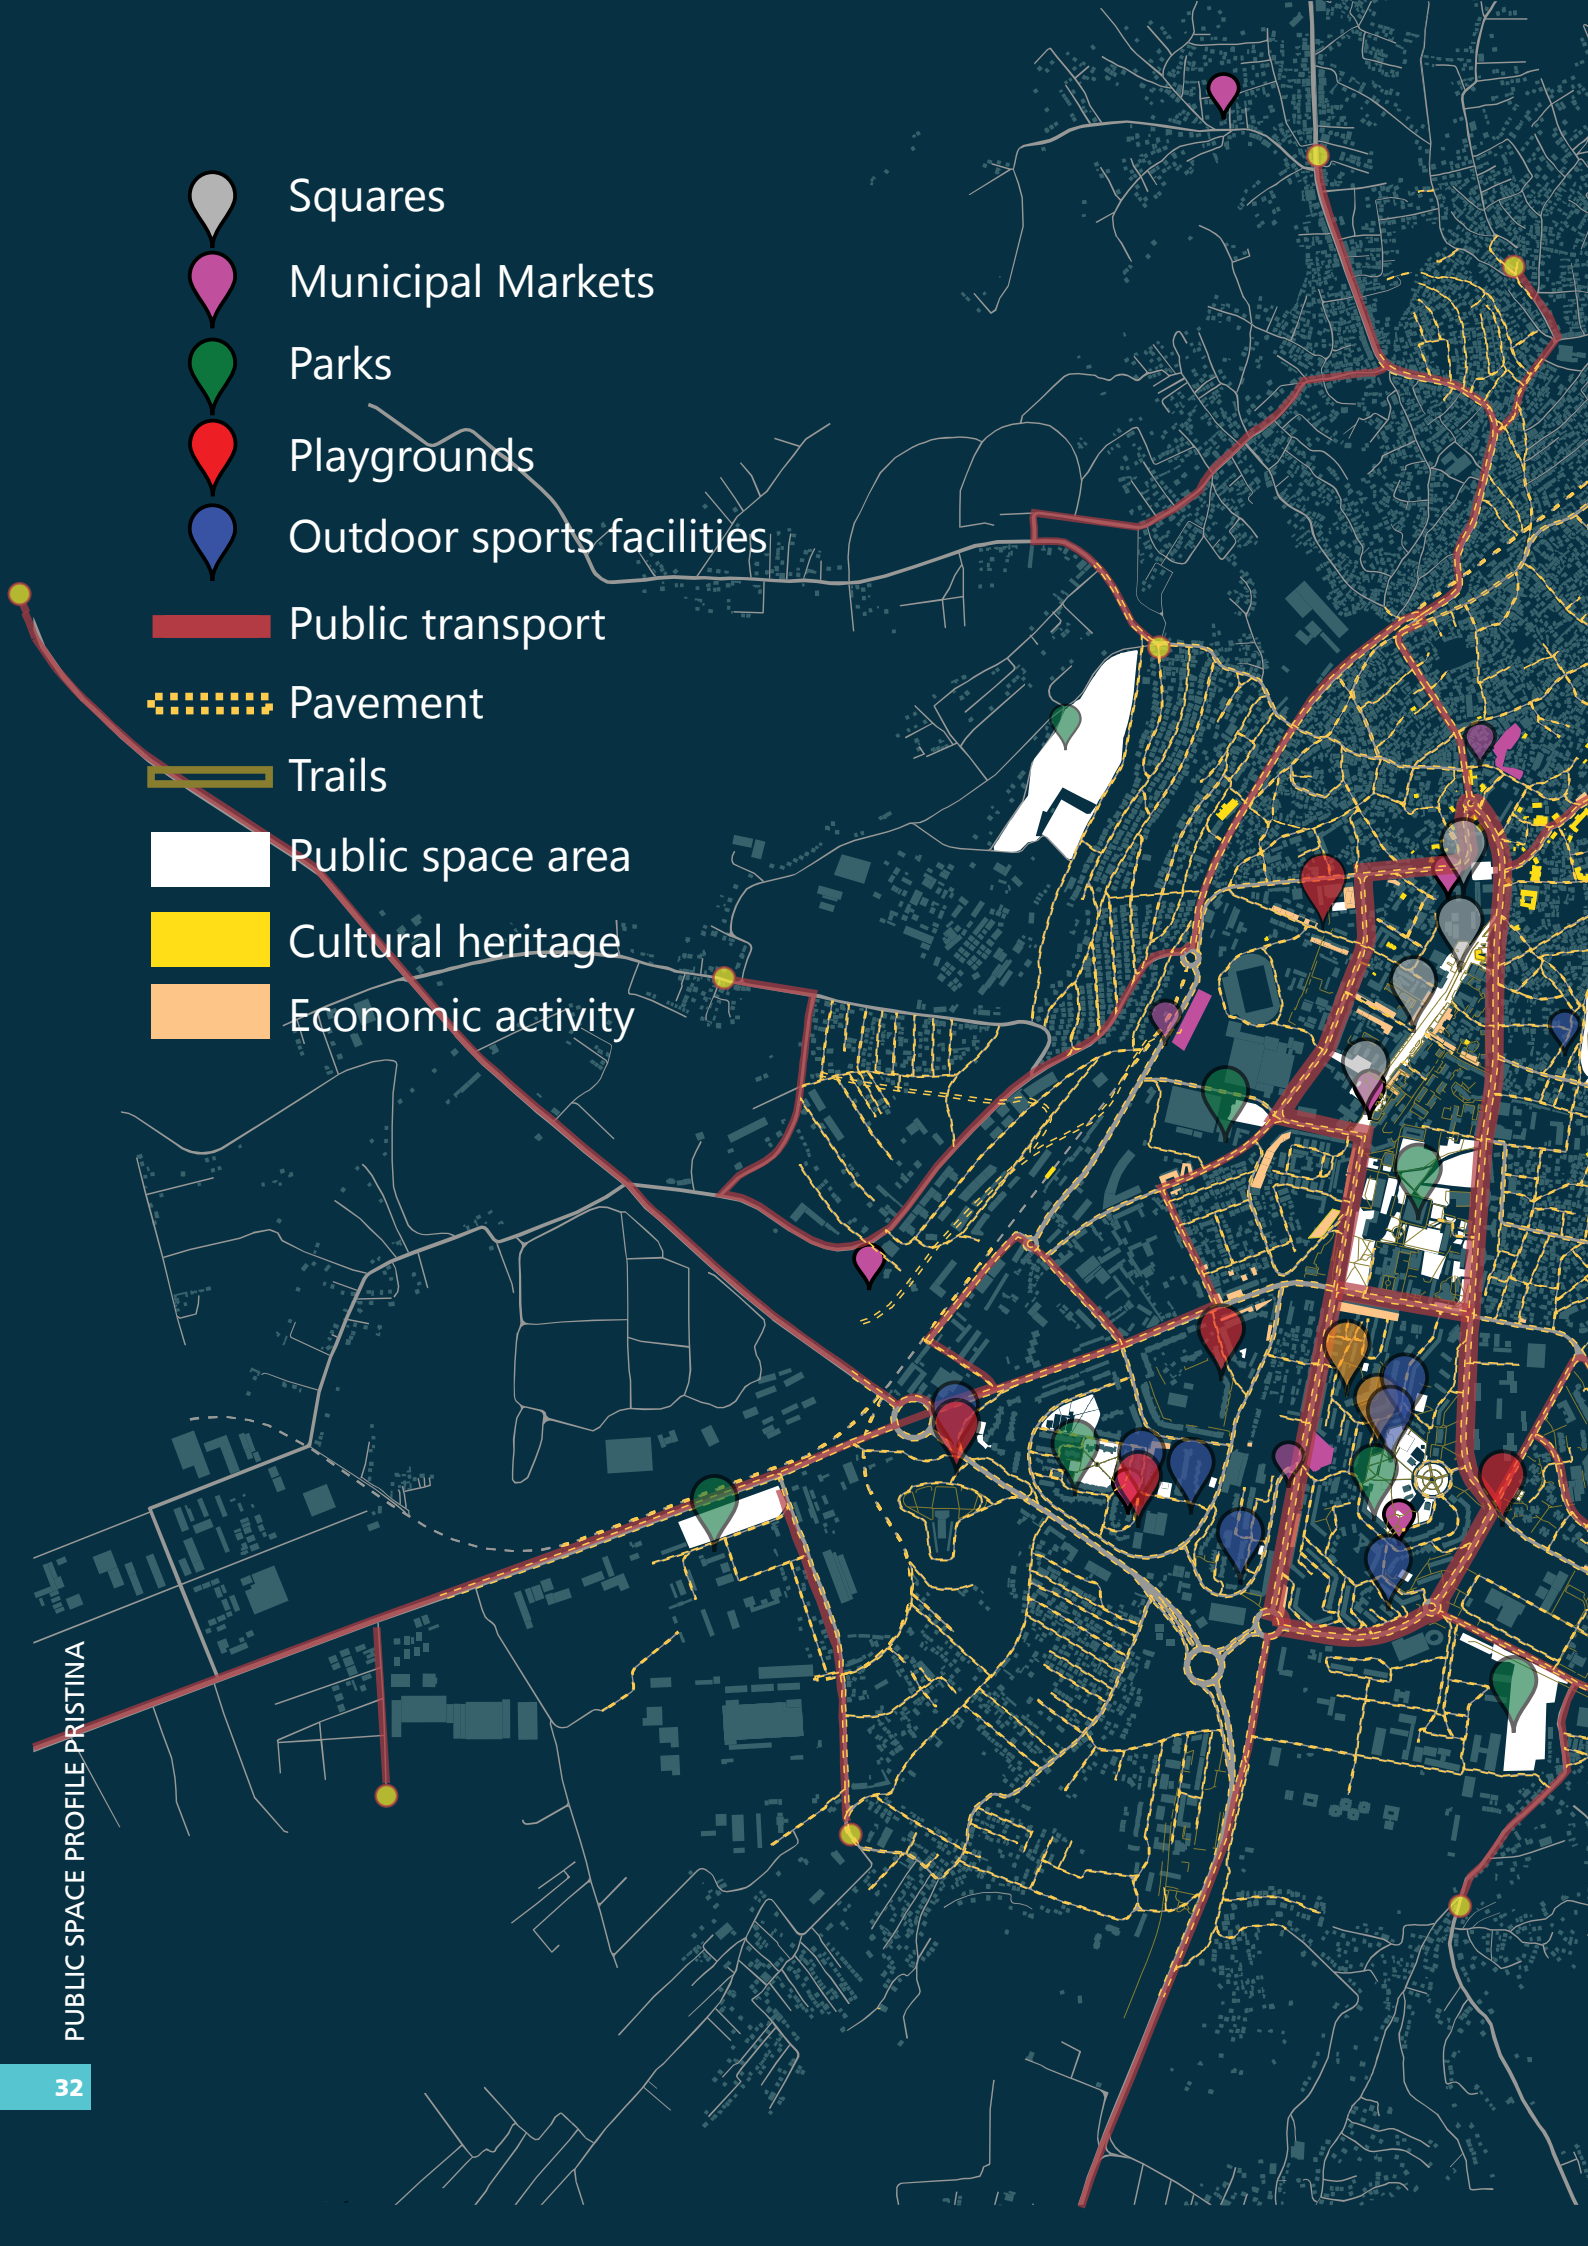 Squares
Municipal Markets
Parks
Playgrounds
Outdoor sports facilities
Public transport
Pavement
Trails
Public space area
Cultural heritage
Economic activity
PUBLIC SPACE PROFILE PRISTINA
32